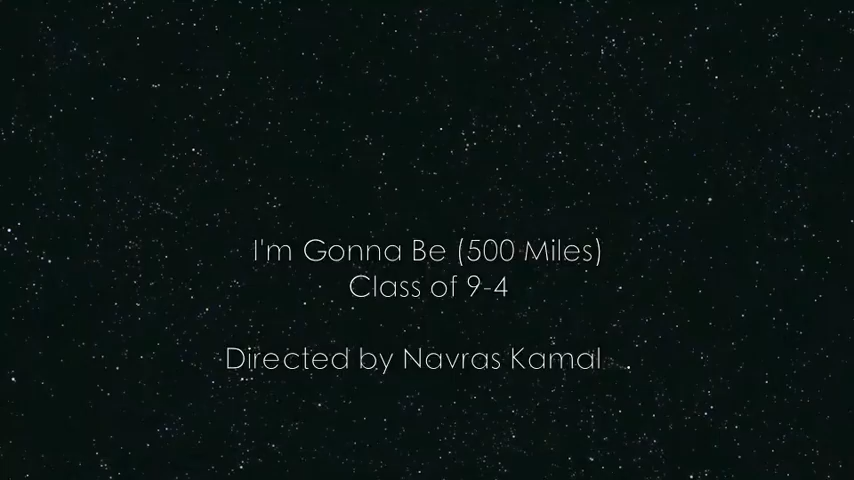 I'm Gonna Be (500 Miles)
Class of 9-4
Directed by Navras Kamal